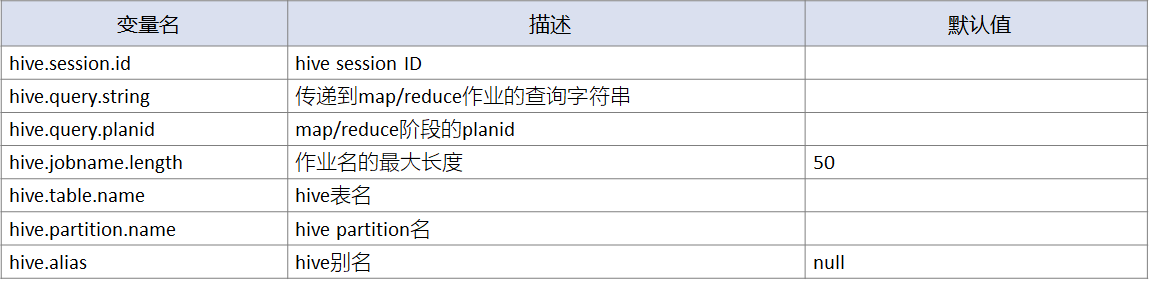 变量名 描述 默认值
hive.session.id hive session ID
hive.query.string 传递到map/reduce作业的查询字符串
hive.query.planid map/reduce阶段的planid
hive.jobname.length 作业名的最大长度 50
hive.table.name hive表名
hive.partition.name hive partition名
hive.alias hive别名 null